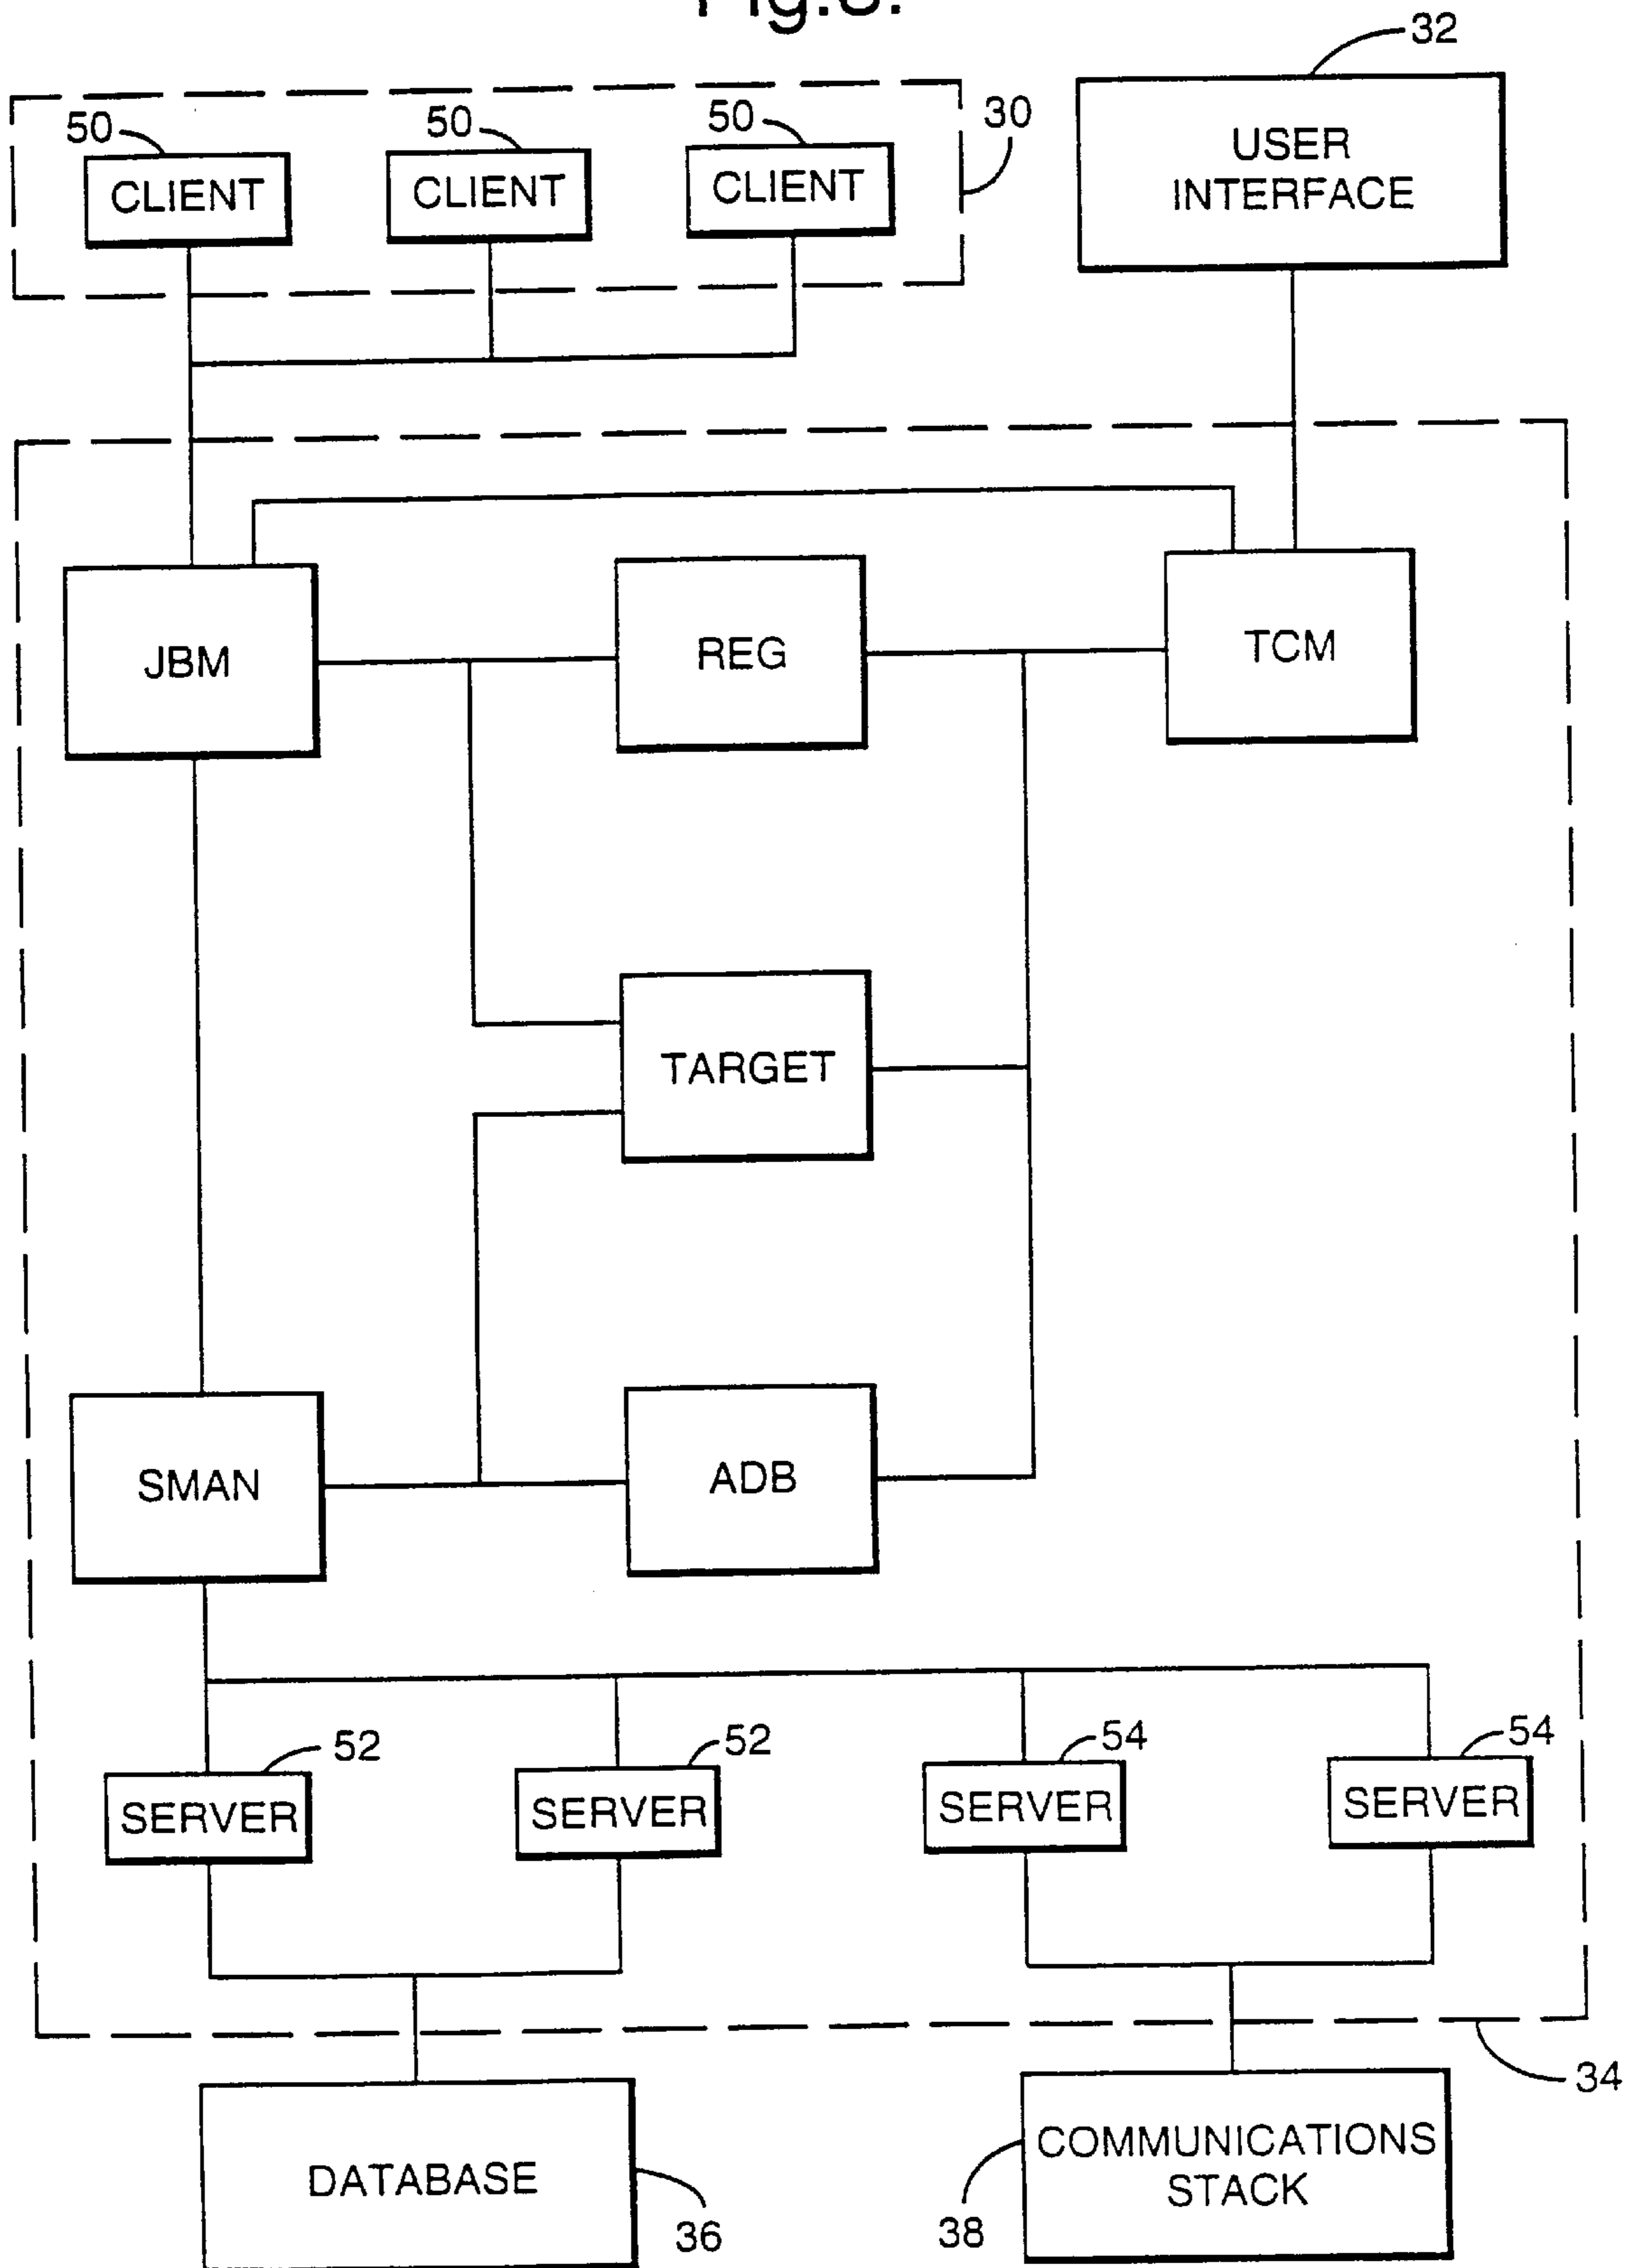 32
50
50
50
30
CLIENT
CLIENT
CLIENT
USER
INTERFACE
JBM
REG
TCM
TARGET
SMAN
ADB
52
52
54
54
SERVER
SERVER
SERVER
SERVER
34
DATABASE
COMMUNICATIONS
STACK
36
38